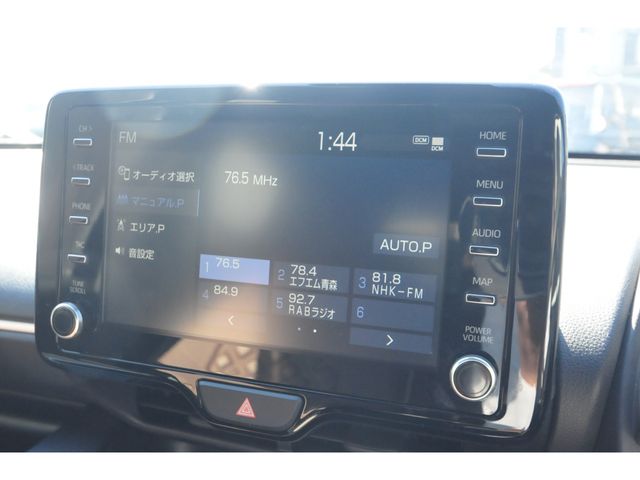 CH >
FM
1:44
DCM
DCM
HOME
TRACK
オーディオ選択
76.5 MHz
MENU
マニュアル.P
PHONE
エリア.P
AUDIO
AUTO.P
音設定
1 76.5
2 78.4 エフエム青森
3 81.8 NHK-FM
MAP
TUNE SCROLL
4 84.9
5 92.7 RABラジオ
6
<
>
POWER VOLUME